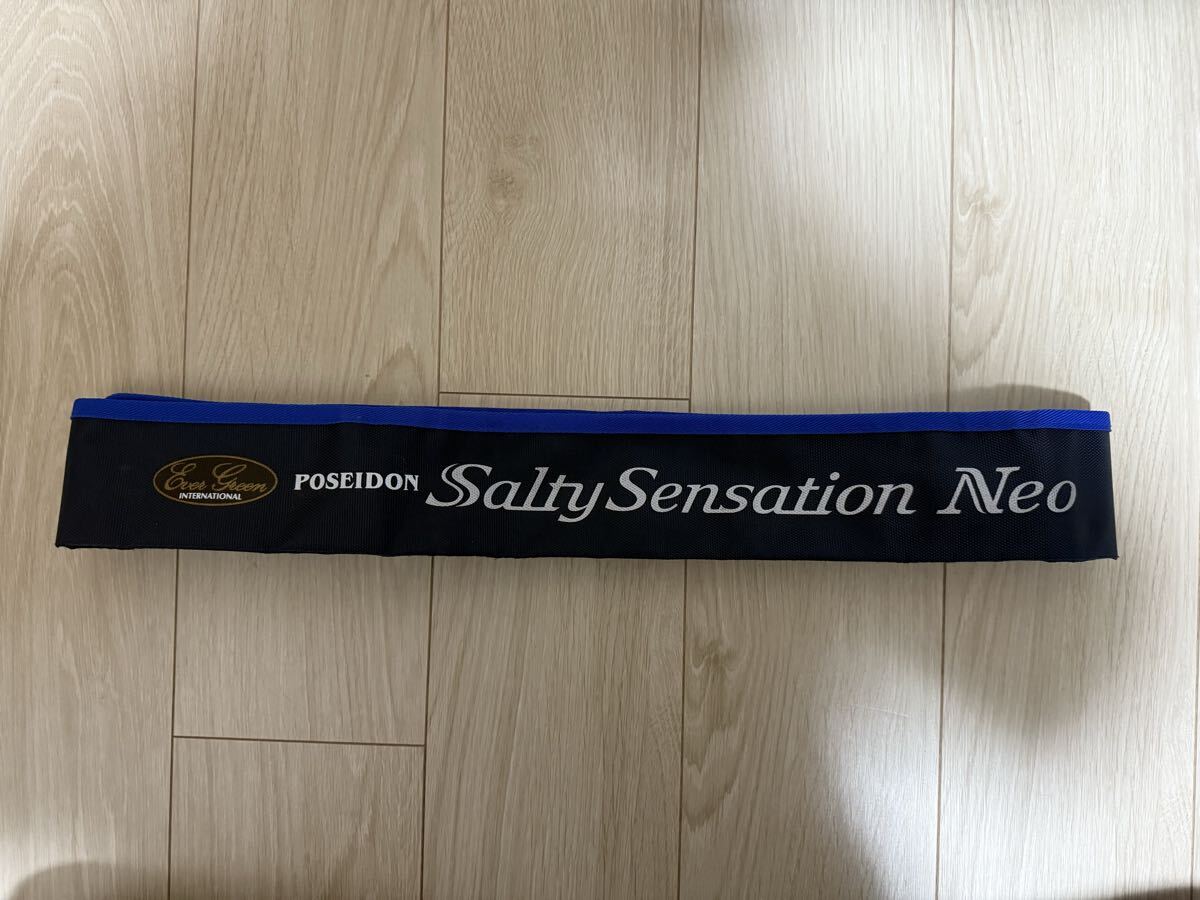 Ever Green
INTERNATIONAL
POSEIDON Salty Sensation Neo